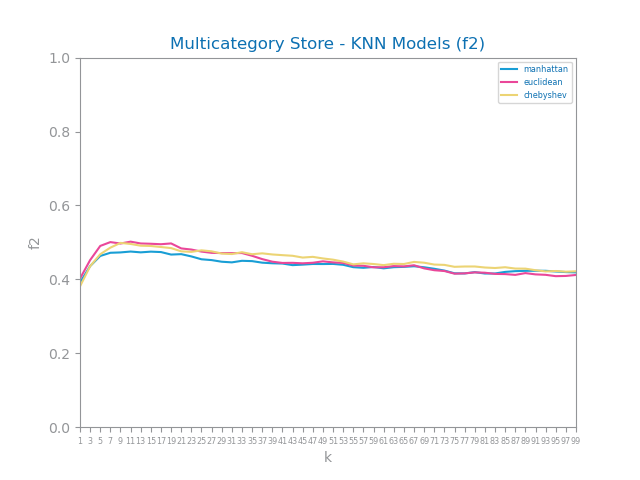 Multicategory Store - KNN Models (f2)
manhattan
euclidean
chebyshev
1.0
0.8
0.6
0.4
0.2
0.0
f2
1 3 5 7 9 11 13 15 17 19 21 23 25 27 29 31 33 35 37 39 41 43 45 47 49 51 53 55 57 59 61 63 65 67 69 71 73 75 77 79 81 83 85 87 89 91 93 95 97 99
k